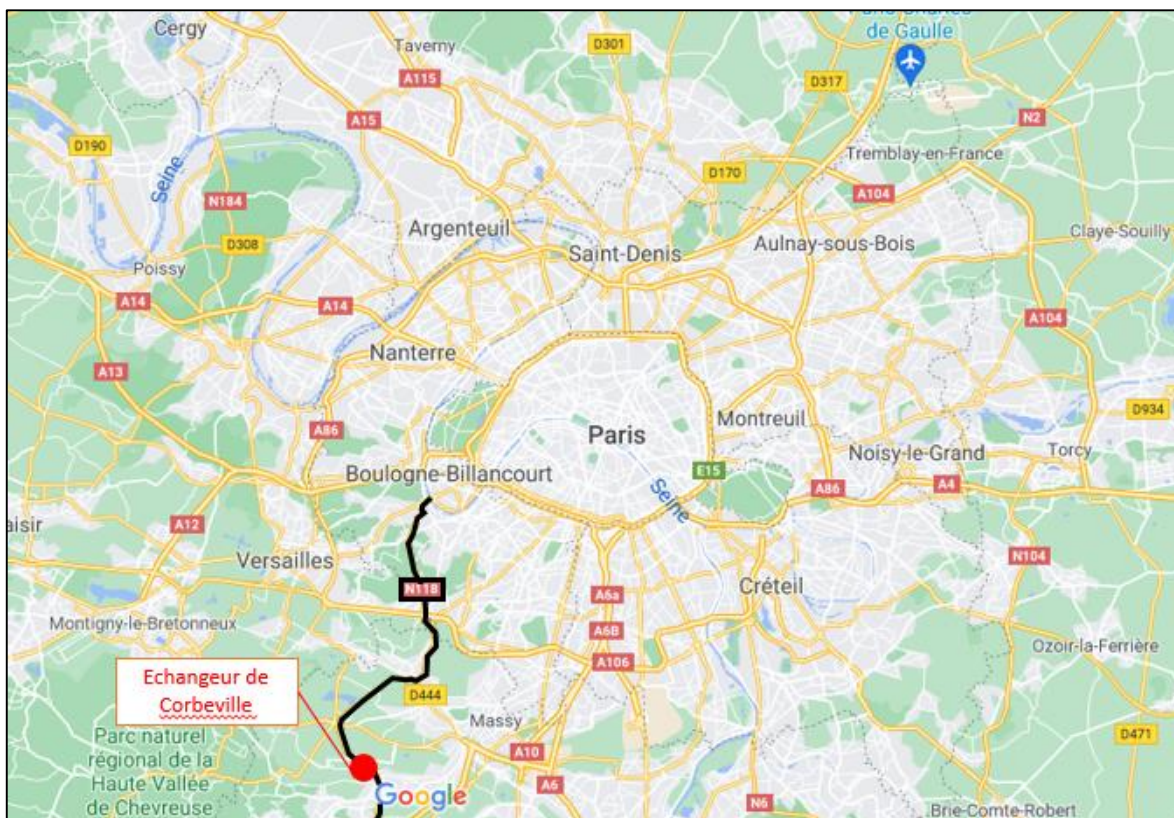 Cergy
Taverny
D301
Paris Charles
de Gaulle
A115
D317
A15
N2
D190
Seine
Tremblay-en-France
D170
A104
N184
Argenteuil
Aulnay-sous-Bois
Claye-Souilly
D308
Saint-Denis
Poissy
A14
A14
A104
Nanterre
A13
Montreuil
D934
A86
Paris
Noisy-le-Grand
Torcy
Boulogne-Billancourt
E15
Seine
A86
A4
aisir
A12
Versailles
N104
N118
Créteil
A6a
Montigny-le-Bretonneux
A6B
Ozoir-la-Ferrière
A106
Echangeur de
Corbeville
D444
Massy
Parc naturel
régional de la
Haute Vallée
de Chevreuse
A10
D471
A6
Google
N6
Brie-Comte-Robert